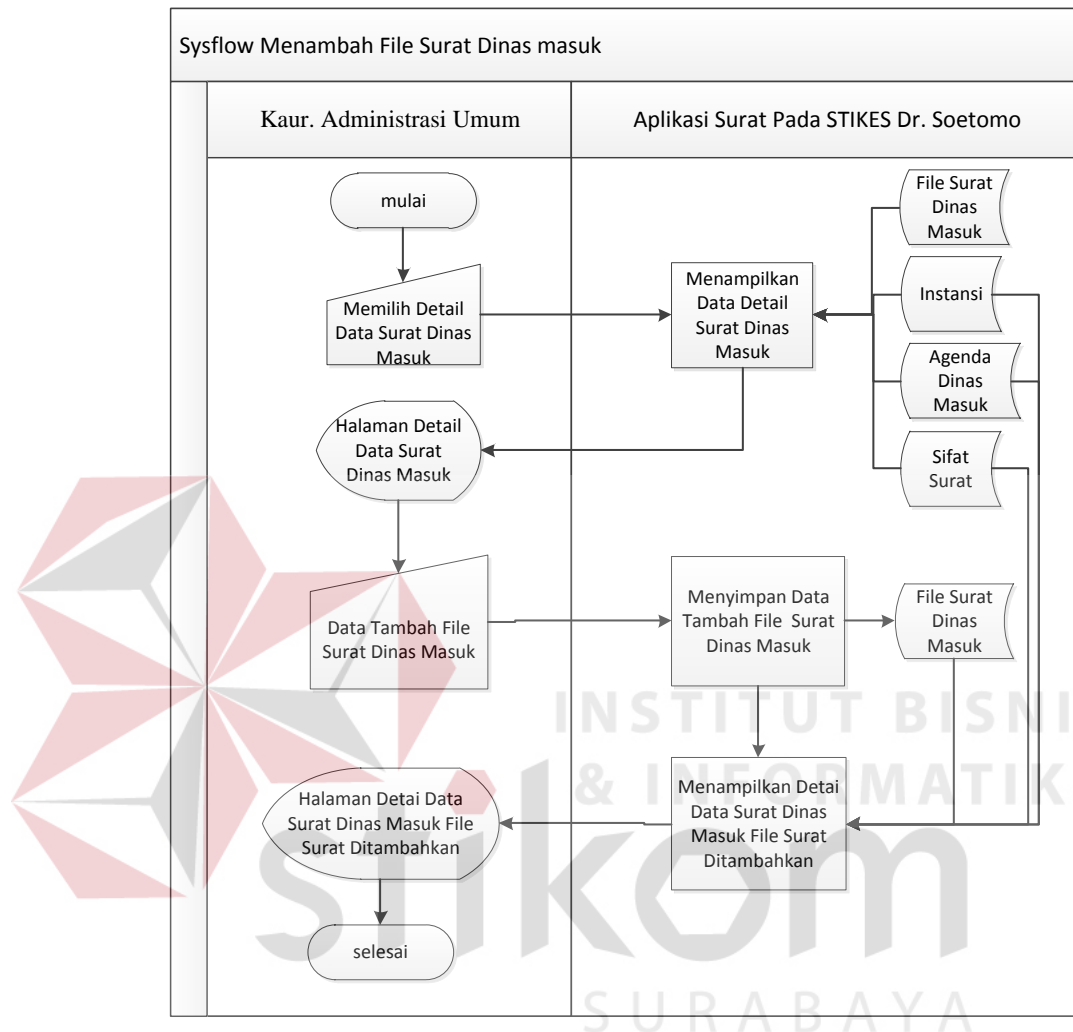 Sysflow Menambah File Surat Dinas masuk
Kaur. Administrasi Umum
Aplikasi Surat Pada STIKES Dr. Soetomo
mulai
Memilih Detail
Data Surat Dinas
Masuk
Menampilkan
Data Detail
Surat Dinas
Masuk
File Surat
Dinas
Masuk
Instansi
Agenda
Dinas
Masuk
Sifat
Surat
Halaman Detail
Data Surat
Dinas Masuk
Data Tambah File
Surat Dinas Masuk
Menyimpan Data
Tambah File Surat
Dinas Masuk
File Surat
Dinas
Masuk
Menampilkan Detai
Data Surat Dinas
Masuk File Surat
Ditambahkan
Halaman Detai Data
Surat Dinas Masuk File
Surat Ditambahkan
selesai
INSTITUT BISNI
& INFORMATIK
stikom
SURABAYA